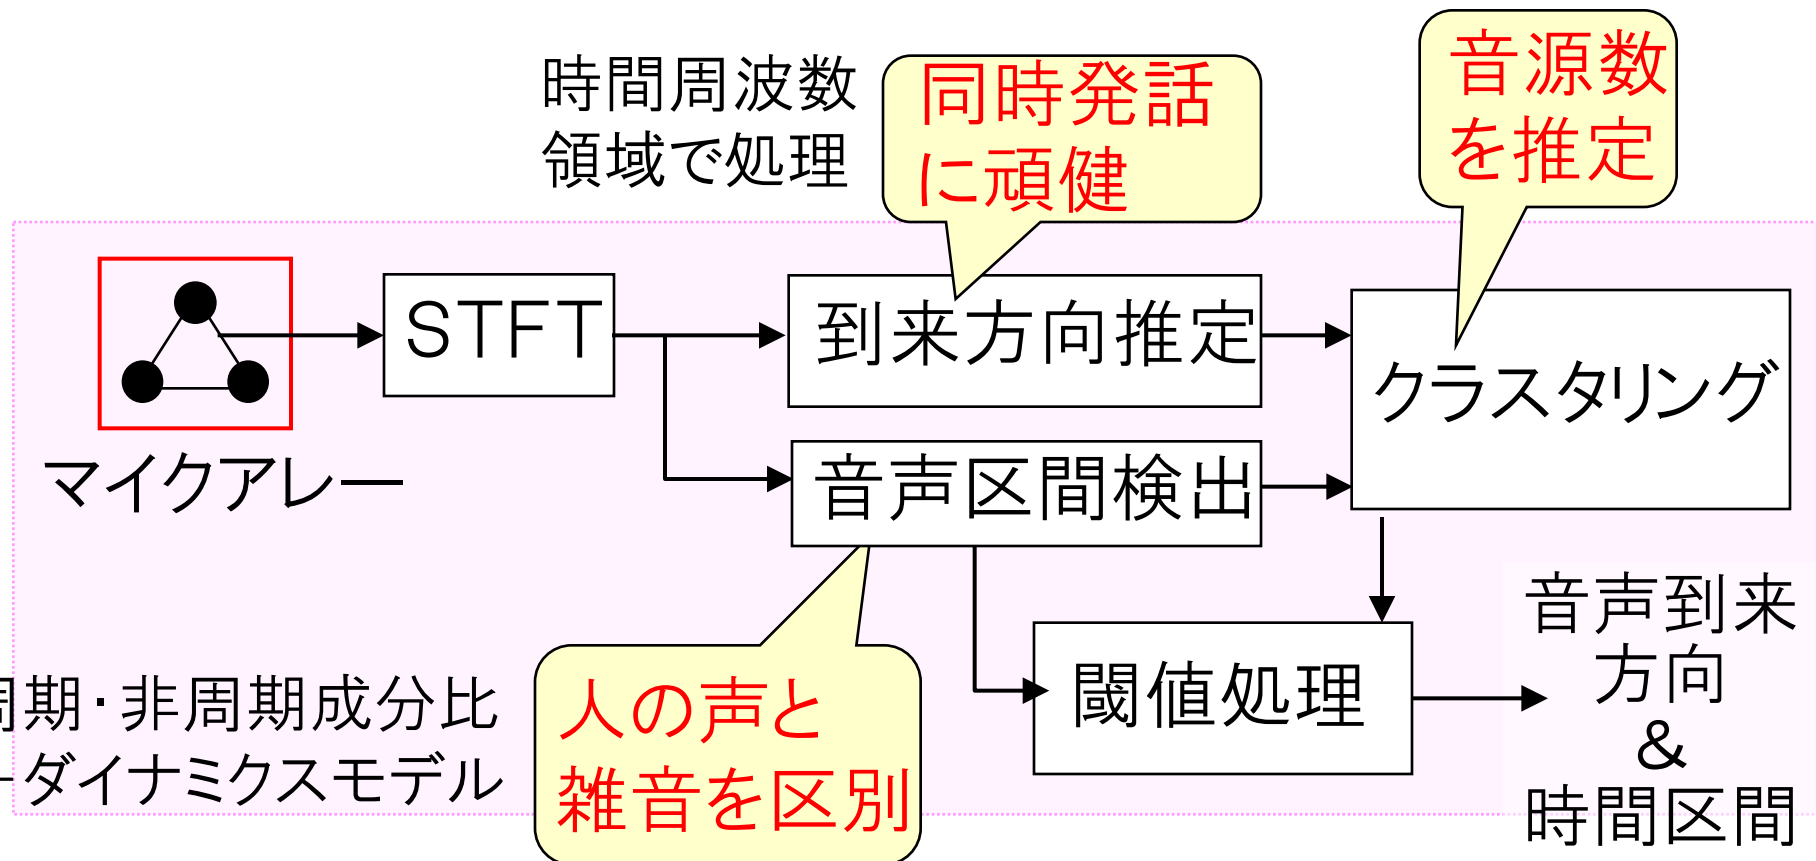 時間周波数
領域で処理
同時発話
に頑健
音源数
を推定
STFT
到来方向推定
クラスタリング
マイクアレー
音声区間検出
閾値処理
音声到来
方向
&
時間区間
周期・非周期成分比
ーダイナミクスモデル
人の声と
雑音を区別